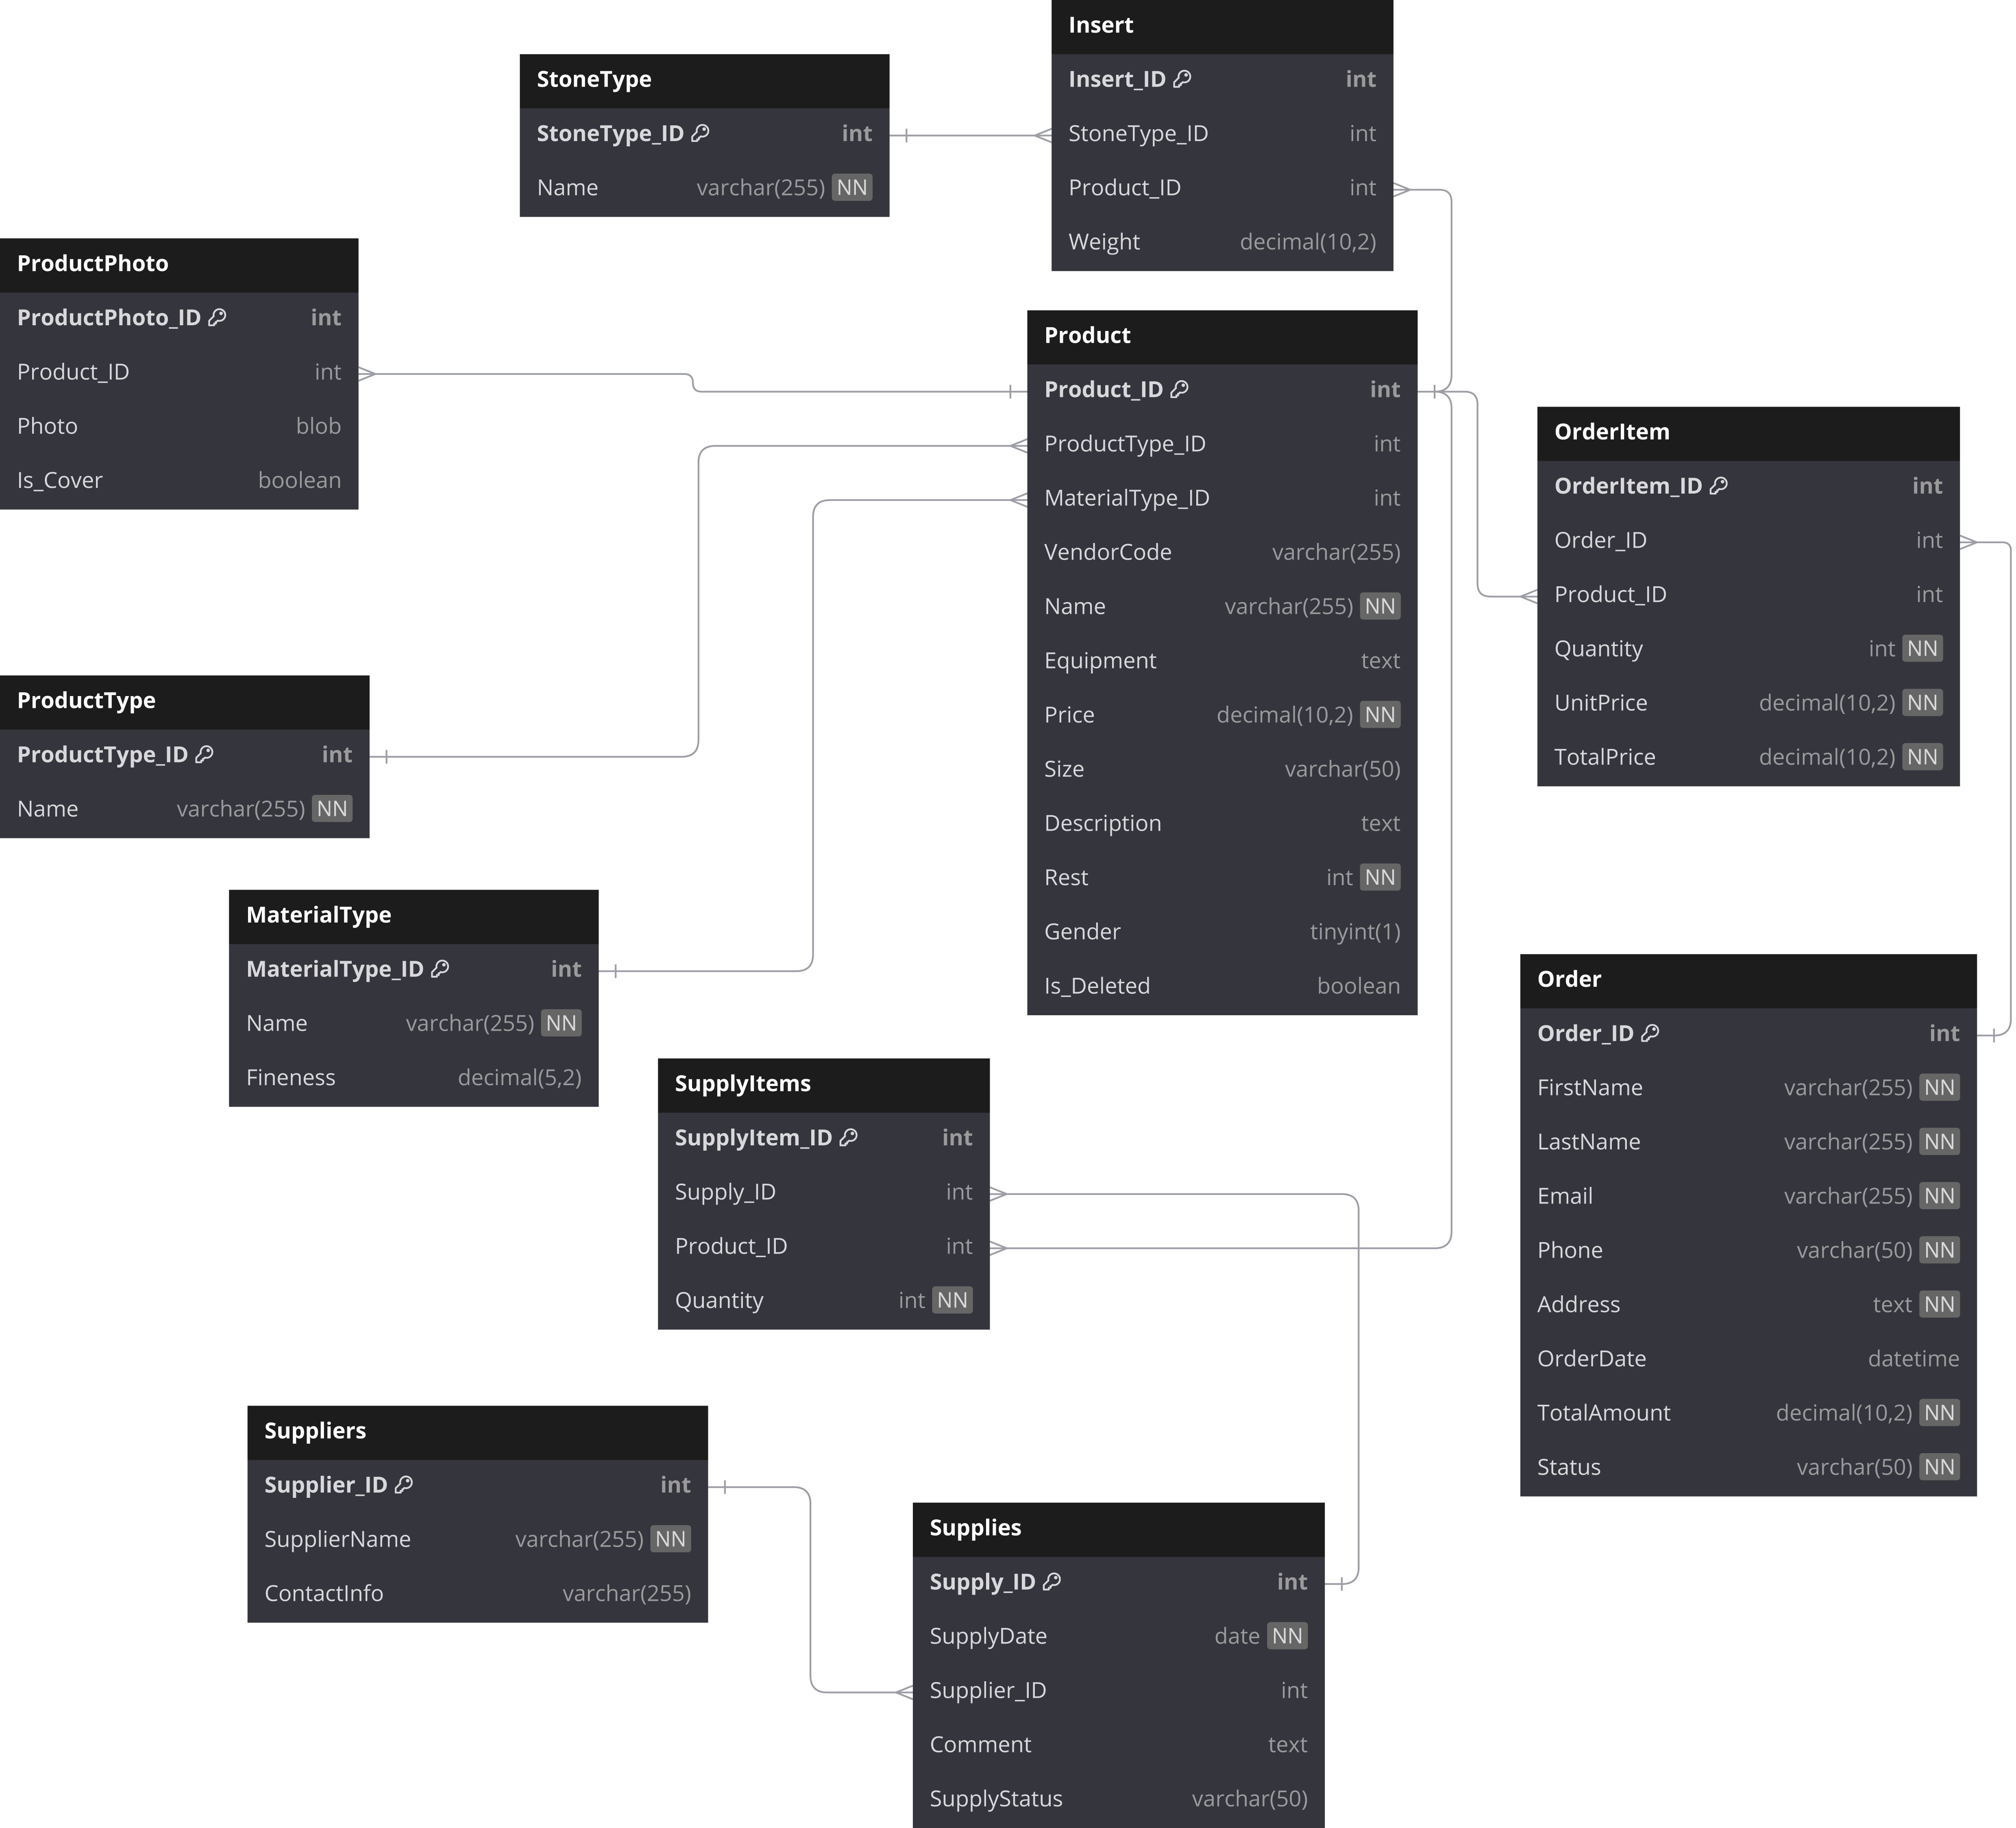 Insert
Insert_ID int
StoneType_ID int
Product_ID int
Weight decimal(10,2)
StoneType
StoneType_ID int
Name varchar(255) NN
ProductPhoto
ProductPhoto_ID int
Product_ID int
Photo blob
Is_Cover boolean
Product
Product_ID int
ProductType_ID int
MaterialType_ID int
VendorCode varchar(255)
Name varchar(255) NN
Equipment text
Price decimal(10,2) NN
Size varchar(50)
Description text
Rest int NN
Gender tinyint(1)
Is_Deleted boolean
OrderItem
OrderItem_ID int
Order_ID int
Product_ID int
Quantity int NN
UnitPrice decimal(10,2) NN
TotalPrice decimal(10,2) NN
ProductType
ProductType_ID int
Name varchar(255) NN
MaterialType
MaterialType_ID int
Name varchar(255) NN
Fineness decimal(5,2)
Order
Order_ID int
FirstName varchar(255) NN
LastName varchar(255) NN
Email varchar(255) NN
Phone varchar(50) NN
Address text NN
OrderDate datetime
TotalAmount decimal(10,2) NN
Status varchar(50) NN
SupplyItems
SupplyItem_ID int
Supply_ID int
Product_ID int
Quantity int NN
Suppliers
Supplier_ID int
SupplierName varchar(255) NN
ContactInfo varchar(255)
Supplies
Supply_ID int
SupplyDate date NN
Supplier_ID int
Comment text
SupplyStatus varchar(50)